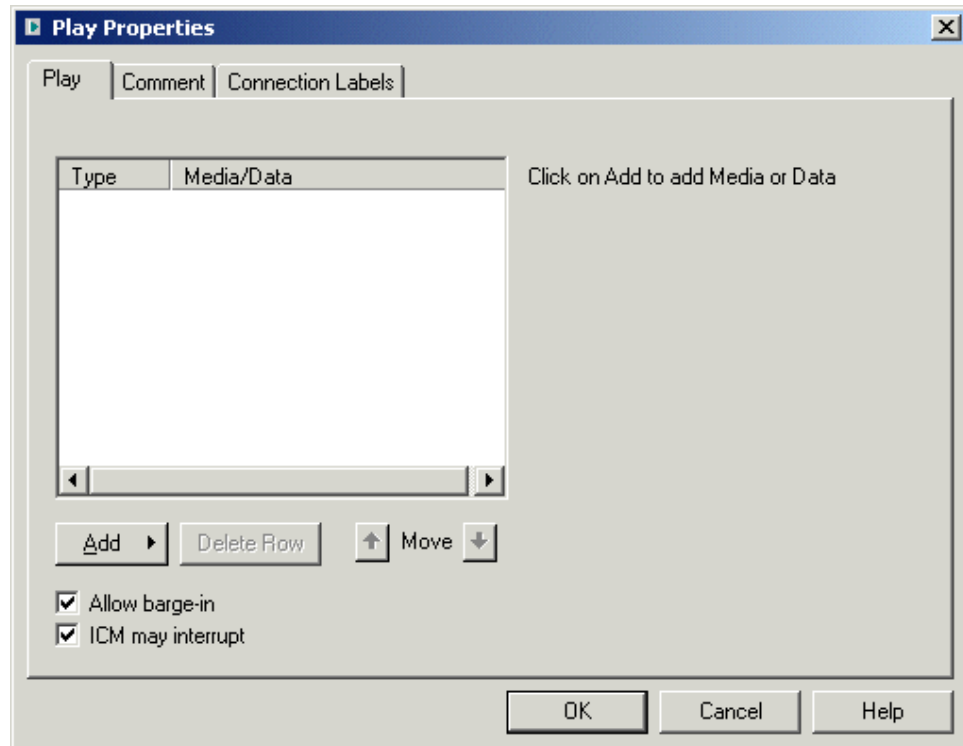 Play Properties
Play Comment Connection Labels
Type Media/Data
Click on Add to add Media or Data
Add Delete Row Move
Allow barge-in
ICM may interrupt
OK Cancel Help